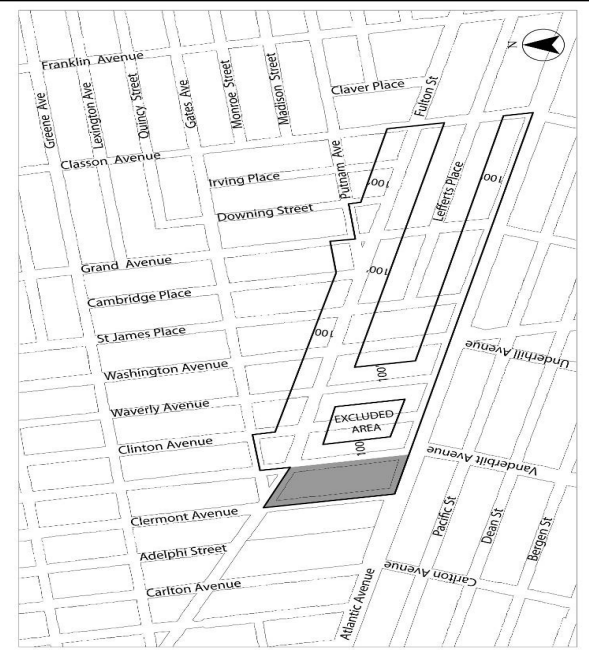 N
Franklin Avenue
Greene Ave
Lexington Ave
Quincy Street
Gates Ave
Monroe Street
Madison Street
Claver Place
Fulton St
Classon Avenue
Putnam Ave
Irving Place
100'
Lefferts Place
100'
Downing Street
Grand Avenue
100'
Cambridge Place
St James Place
100'
Underhill Avenue
Washington Avenue
100'
Waverly Avenue
EXCLUDED
AREA
Clinton Avenue
100'
Vanderbilt Avenue
Clermont Avenue
Pacific St
Dean St
Bergen St
Adelphi Street
Carlton Avenue
Carlton Avenue
Atlantic Avenue